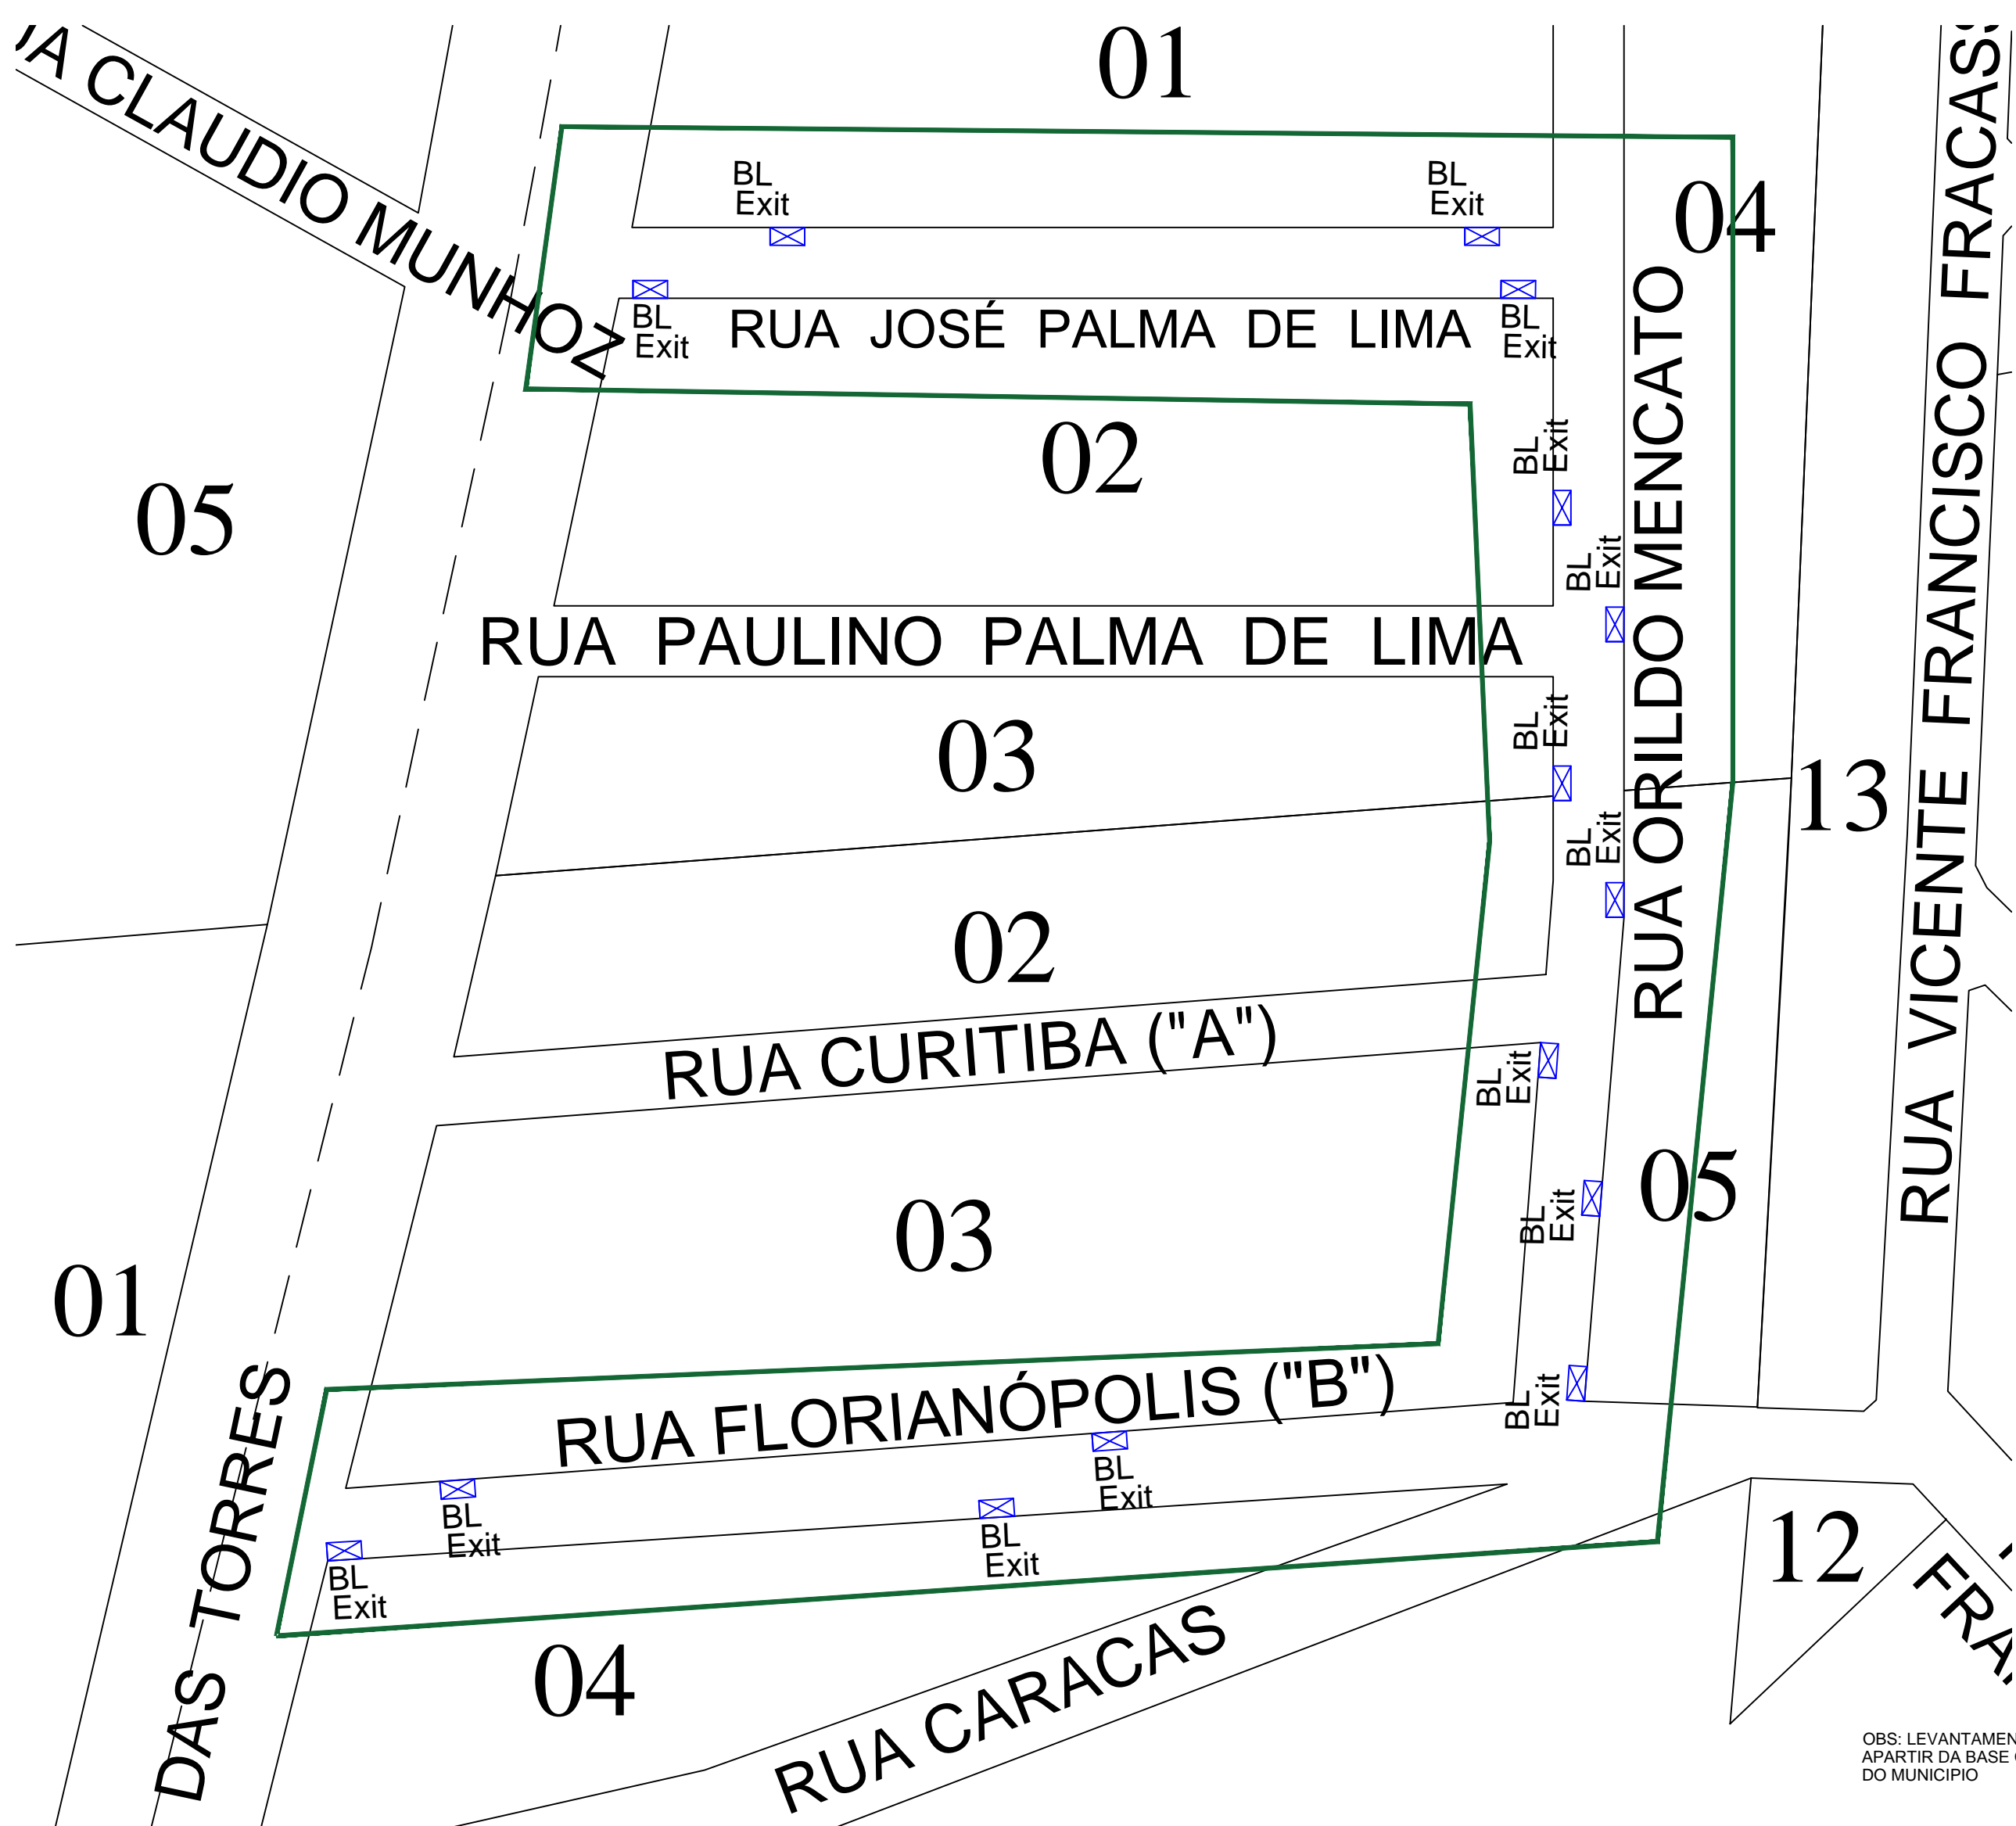 01
CLAUDIO MUNHOZ
04
BL
Exit
BL
Exit
BL
Exit
RUA JOSÉ PALMA DE LIMA
BL
Exit
02
BL
Exit
05
BL
Exit
RUA ORILDO MENCATO
RUA VICENTE FRANCISCO
RUA PAULINO PALMA DE LIMA
BL
Exit
03
13
BL
Exit
02
RUA CURITIBA ("A")
BL
Exit
03
BL
Exit
05
01
RUA FLORIANÓPOLIS ("B")
BL
Exit
DAS TORRES
BL
Exit
BL
Exit
BL
Exit
BL
Exit
12
04
RUA CARACAS
OBS:
APARTIR DA BASE
DO MUNICIPIO